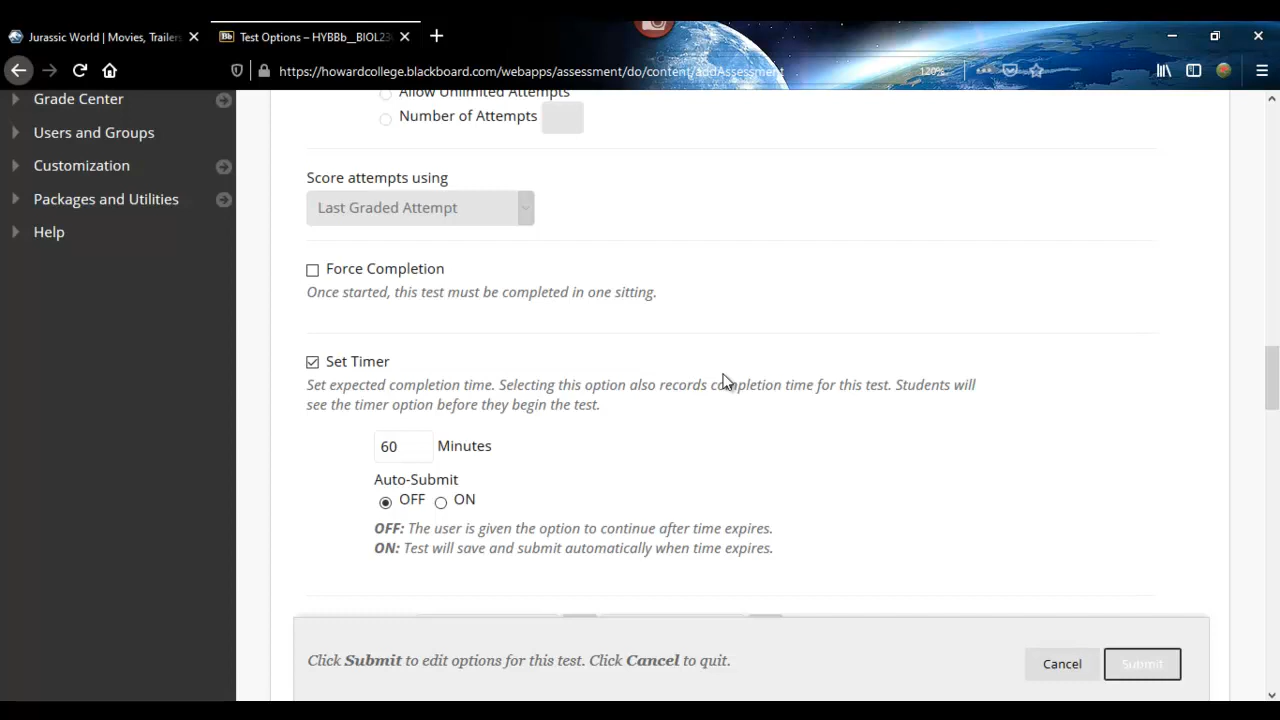 Jurassic World | Movies, Trailers
Test Options – HYBBb__BIOL23
https://howardcollege.blackboard.com/webapps/assessment/do/content/addAssessment
120%
Grade Center
Users and Groups
Customization
Packages and Utilities
Help
Allow Unlimited Attempts
Number of Attempts
Score attempts using
Last Graded Attempt
Force Completion
Once started, this test must be completed in one sitting.
Set Timer
Set expected completion time. Selecting this option also records completion time for this test. Students will
see the timer option before they begin the test.
60 Minutes
Auto-Submit
OFF ON
OFF: The user is given the option to continue after time expires.
ON: Test will save and submit automatically when time expires.
Click Submit to edit options for this test. Click Cancel to quit.
Cancel Submit